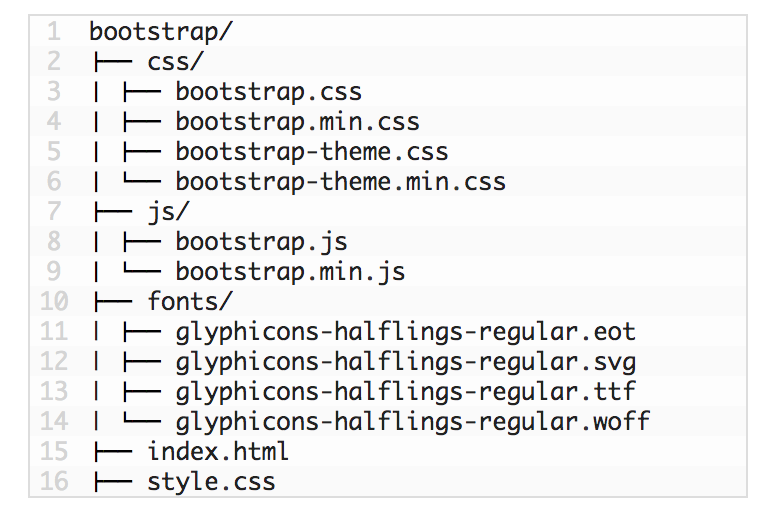 1 bootstrap/
2 ├── css/
3 | ├── bootstrap.css
4 | ├── bootstrap.min.css
5 | ├── bootstrap-theme.css
6 | └── bootstrap-theme.min.css
7 ├── js/
8 | ├── bootstrap.js
9 | └── bootstrap.min.js
10 ├── fonts/
11 | ├── glyphicons-halflings-regular.eot
12 | ├── glyphicons-halflings-regular.svg
13 | ├── glyphicons-halflings-regular.ttf
14 | └── glyphicons-halflings-regular.woff
15 ├── index.html
16 ├── style.css